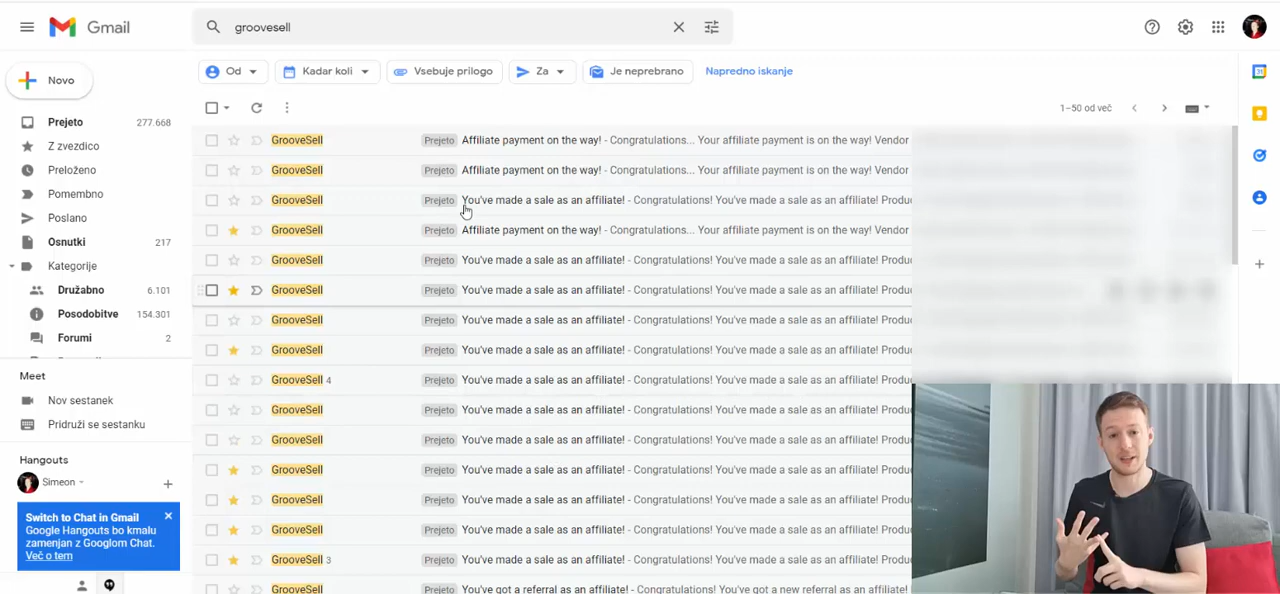 Gmail
groovesell
Novo
Od
Kadar koli
Vsebuje prilogo
Za
Je neprebrano
Napredno iskanje
1–50 od več
Prejeto 277.668
Z zvezdico
Preloženo
Pomembno
Poslano
Osnutki 242
Kategorije
Družabno 6.101
Posodobitve 154.301
Forumi 2
Meet
Nov sestanek
Pridruži se sestanku
Hangouts
Simeon
Switch to Chat in Gmail
Google Hangouts bo kmalu
zamenjan z Googlom Chat.
Več o tem
GrooveSell Prejeto Affiliate payment on the way! - Congratulations... Your affiliate payment is on the way! Vendor
GrooveSell Prejeto Affiliate payment on the way! - Congratulations... Your affiliate payment is on the way! Vendor
GrooveSell Prejeto You've made a sale as an affiliate! - Congratulations! You've made a sale as an affiliate! Produc
GrooveSell Prejeto Affiliate payment on the way! - Congratulations... Your affiliate payment is on the way! Vendor
GrooveSell Prejeto You've made a sale as an affiliate! - Congratulations! You've made a sale as an affiliate! Produ
GrooveSell Prejeto You've made a sale as an affiliate! - Congratulations! You've made a sale as an affiliate! Produ
GrooveSell Prejeto You've made a sale as an affiliate! - Congratulations! You've made a sale as an affiliate! Produ
GrooveSell Prejeto You've made a sale as an affiliate! - Congratulations! You've made a sale as an affiliate! Produ
GrooveSell 4 Prejeto You've made a sale as an affiliate! - Congratulations! You've made a sale as an affiliate! Produ
GrooveSell Prejeto You've made a sale as an affiliate! - Congratulations! You've made a sale as an affiliate! Produ
GrooveSell Prejeto You've made a sale as an affiliate! - Congratulations! You've made a sale as an affiliate! Produ
GrooveSell Prejeto You've made a sale as an affiliate! - Congratulations! You've made a sale as an affiliate! Produ
GrooveSell Prejeto You've made a sale as an affiliate! - Congratulations! You've made a sale as an affiliate! Produ
GrooveSell Prejeto You've made a sale as an affiliate! - Congratulations! You've made a sale as an affiliate! Produ
GrooveSell 3 Prejeto You've made a sale as an affiliate! - Congratulations! You've made a sale as an affiliate! Produ
GrooveSell Prejeto You've got a referral as an affiliate! - Congratulations! You've got a new referral as an affiliate!